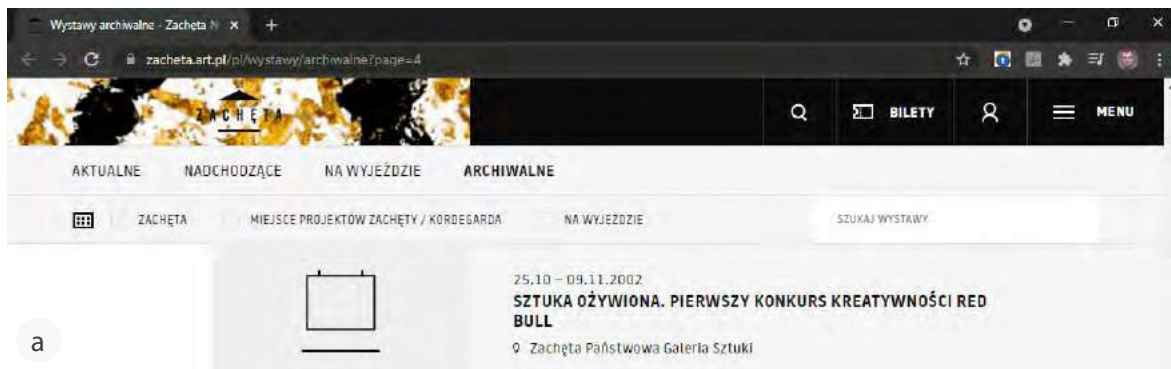 Wystawy archiwalne - Zachęta N
zacheta.art.pl/pl/wystawy/archiwalne?page=4
ZACHĘTA
BILETY
MENU
AKTUALNE NADCHODZĄCE NA WYJEŹDZIE ARCHIWALNE
ZACHĘTA MIEJSCE PROJEKTÓW ZACHĘTY / KORDEGARDA NA WYJEŹDZIE SZUKAJ WYSTAWY
25.10 – 09.11.2002
SZTUKA OŻYWIONA. PIERWSZY KONKURS KREATYWNOŚCI RED
BULL
Zachęta Państwowa Galeria Sztuki
a